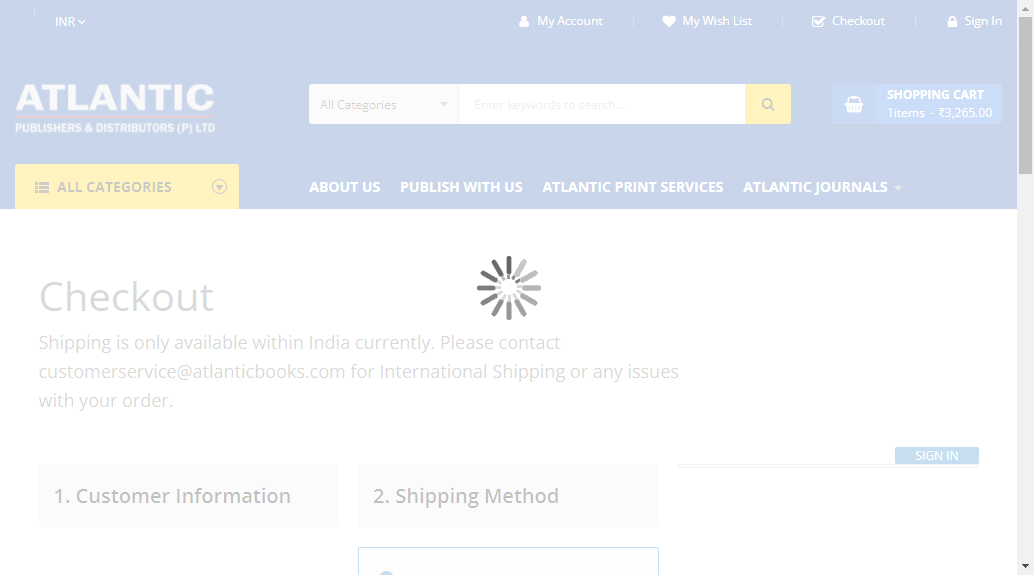 INR
My Account
My Wish List
Checkout
Sign In
ATLANTIC
PUBLISHERS & DISTRIBUTORS (P) LTD
All Categories
Enter keywords to search...
SHOPPING CART
1items - ₹3,265.00
ALL CATEGORIES
ABOUT US
PUBLISH WITH US
ATLANTIC PRINT SERVICES
ATLANTIC JOURNALS
Checkout
Shipping is only available within India currently. Please contact
customerservice@atlanticbooks.com for International Shipping or any issues
with your order.
SIGN IN
1. Customer Information
2. Shipping Method